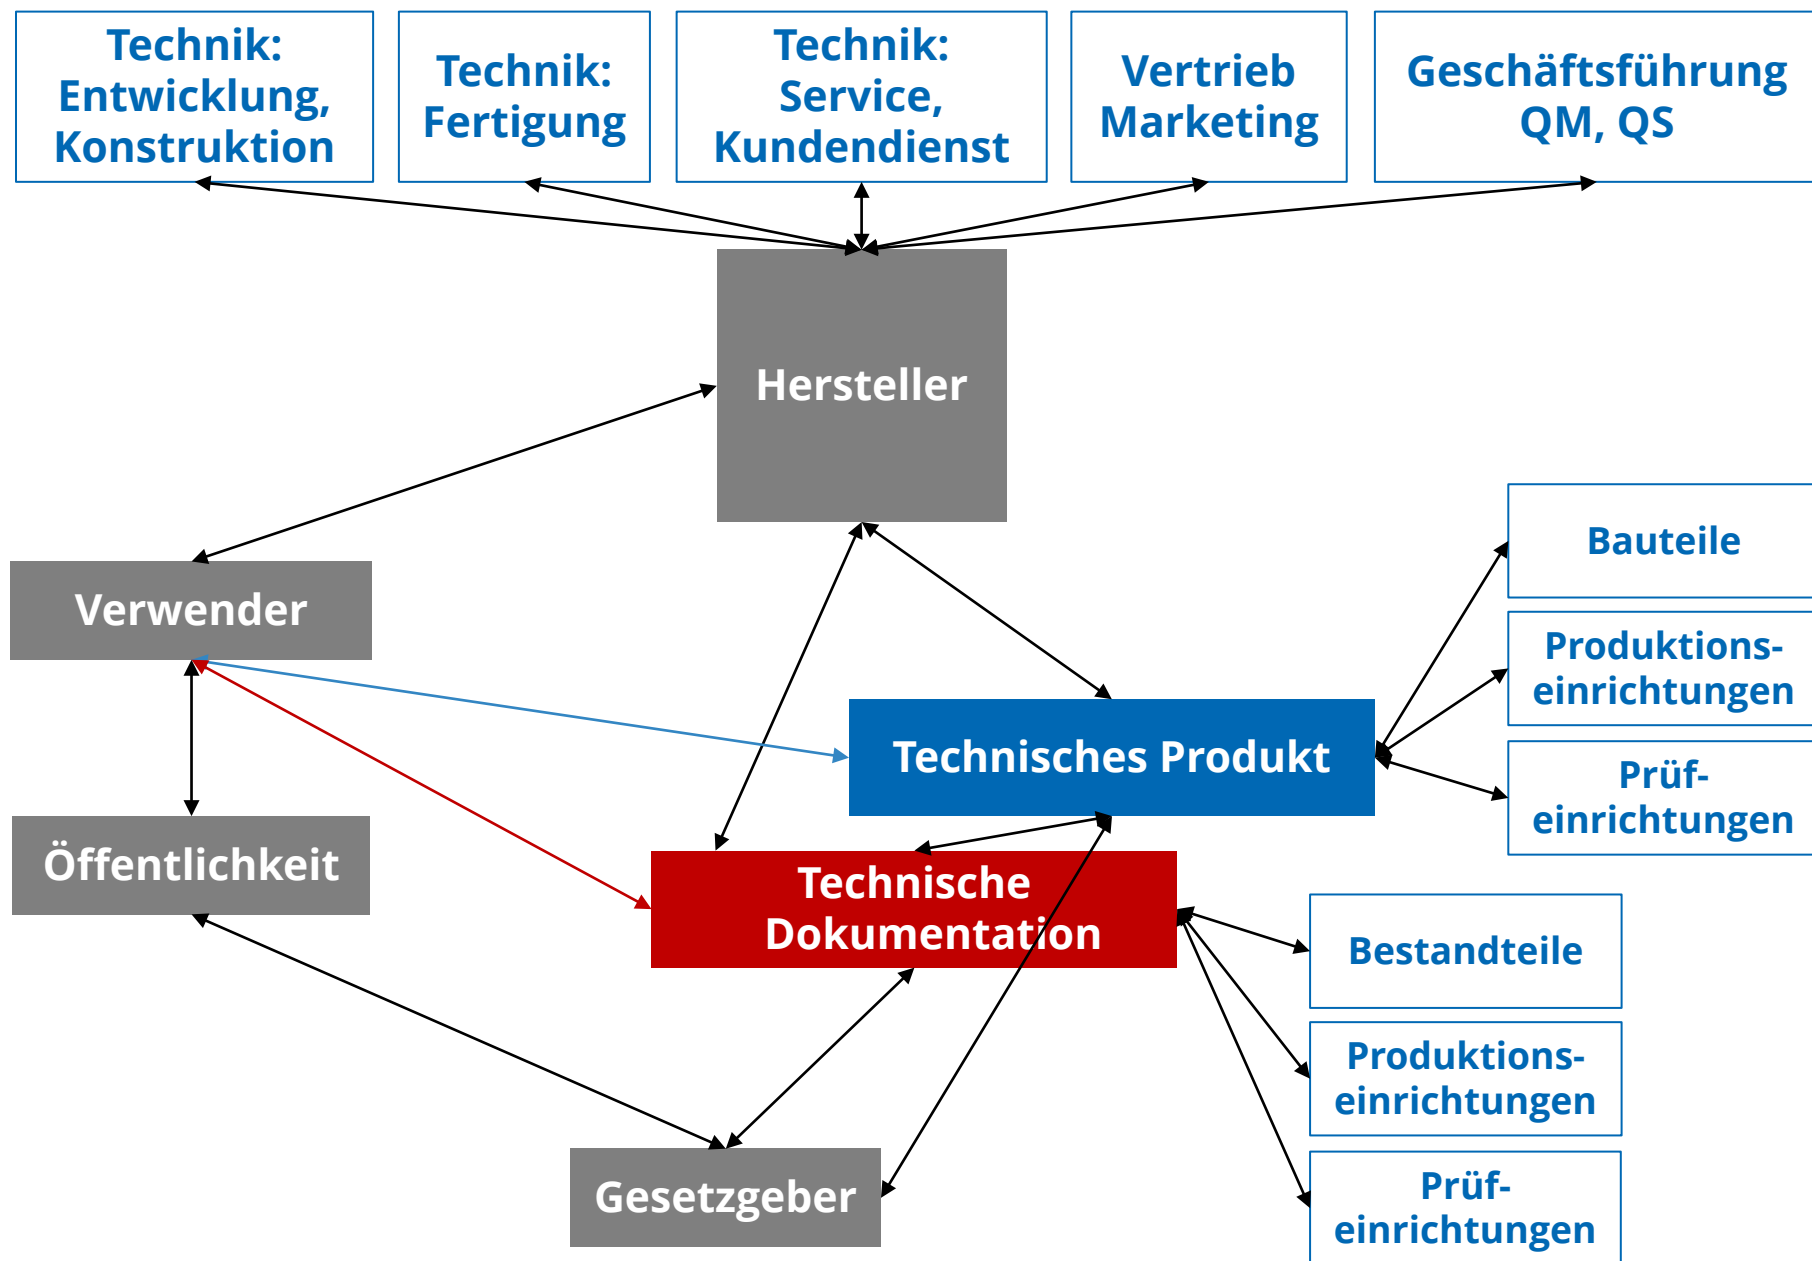 Technik:
Entwicklung,
Konstruktion
Technik:
Fertigung
Technik:
Service,
Kundendienst
Vertrieb
Marketing
Geschäftsführung
QM, QS
Hersteller
Bauteile
Verwender
Produktions-
einrichtungen
Technisches Produkt
Prüf-
einrichtungen
Öffentlichkeit
Technische
Dokumentation
Bestandteile
Produktions-
einrichtungen
Gesetzgeber
Prüf-
einrichtungen